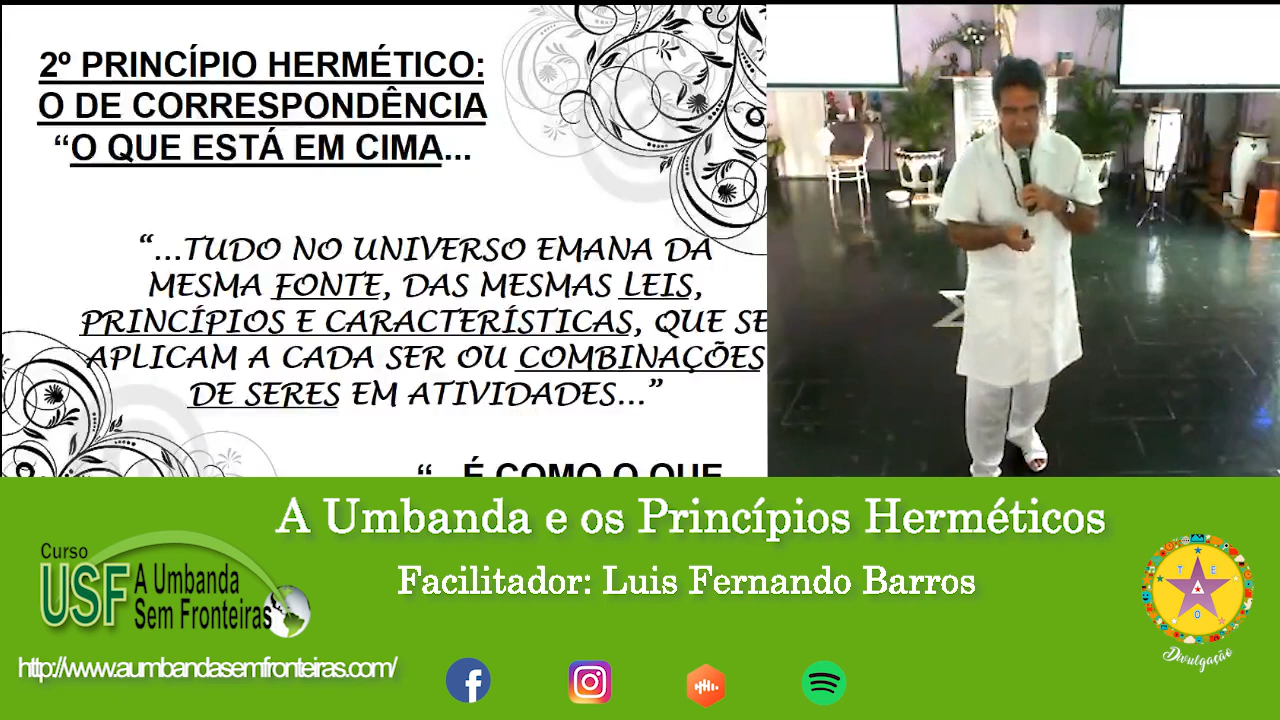 2º PRINCÍPIO HERMÉTICO:
O DE CORRESPONDÊNCIA
“O QUE ESTÁ EM CIMA...
“...TUDO NO UNIVERSO EMANA DA
MESMA FONTE, DAS MESMAS LEIS,
PRINCÍPIOS E CARACTERÍSTICAS, QUE SE
APLICAM A CADA SER OU COMBINAÇÕES
DE SERES EM ATIVIDADES...”
“...É COMO O QUE
A Umbanda e os Princípios Herméticos
Facilitador: Luis Fernando Barros
Curso
USF
A Umbanda
Sem Fronteiras
http://www.aumbandasemfronteiras.com/
T E
A
O
Divulgação